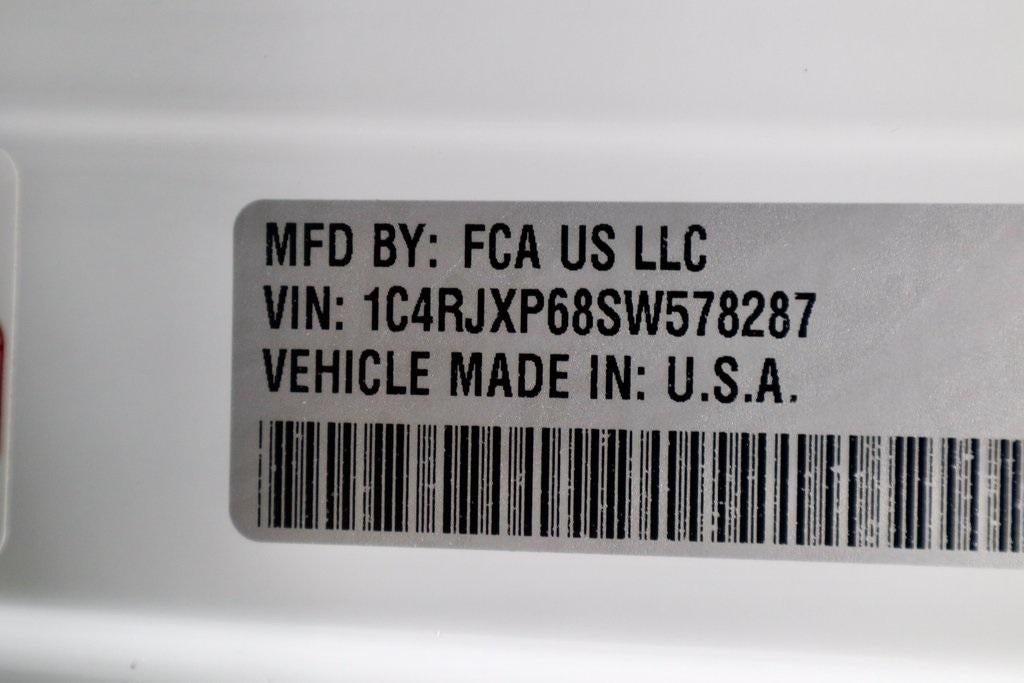 MFD BY: FCA US LLC
VIN: 1C4RJXP68SW578287
VEHICLE MADE IN: U.S.A.